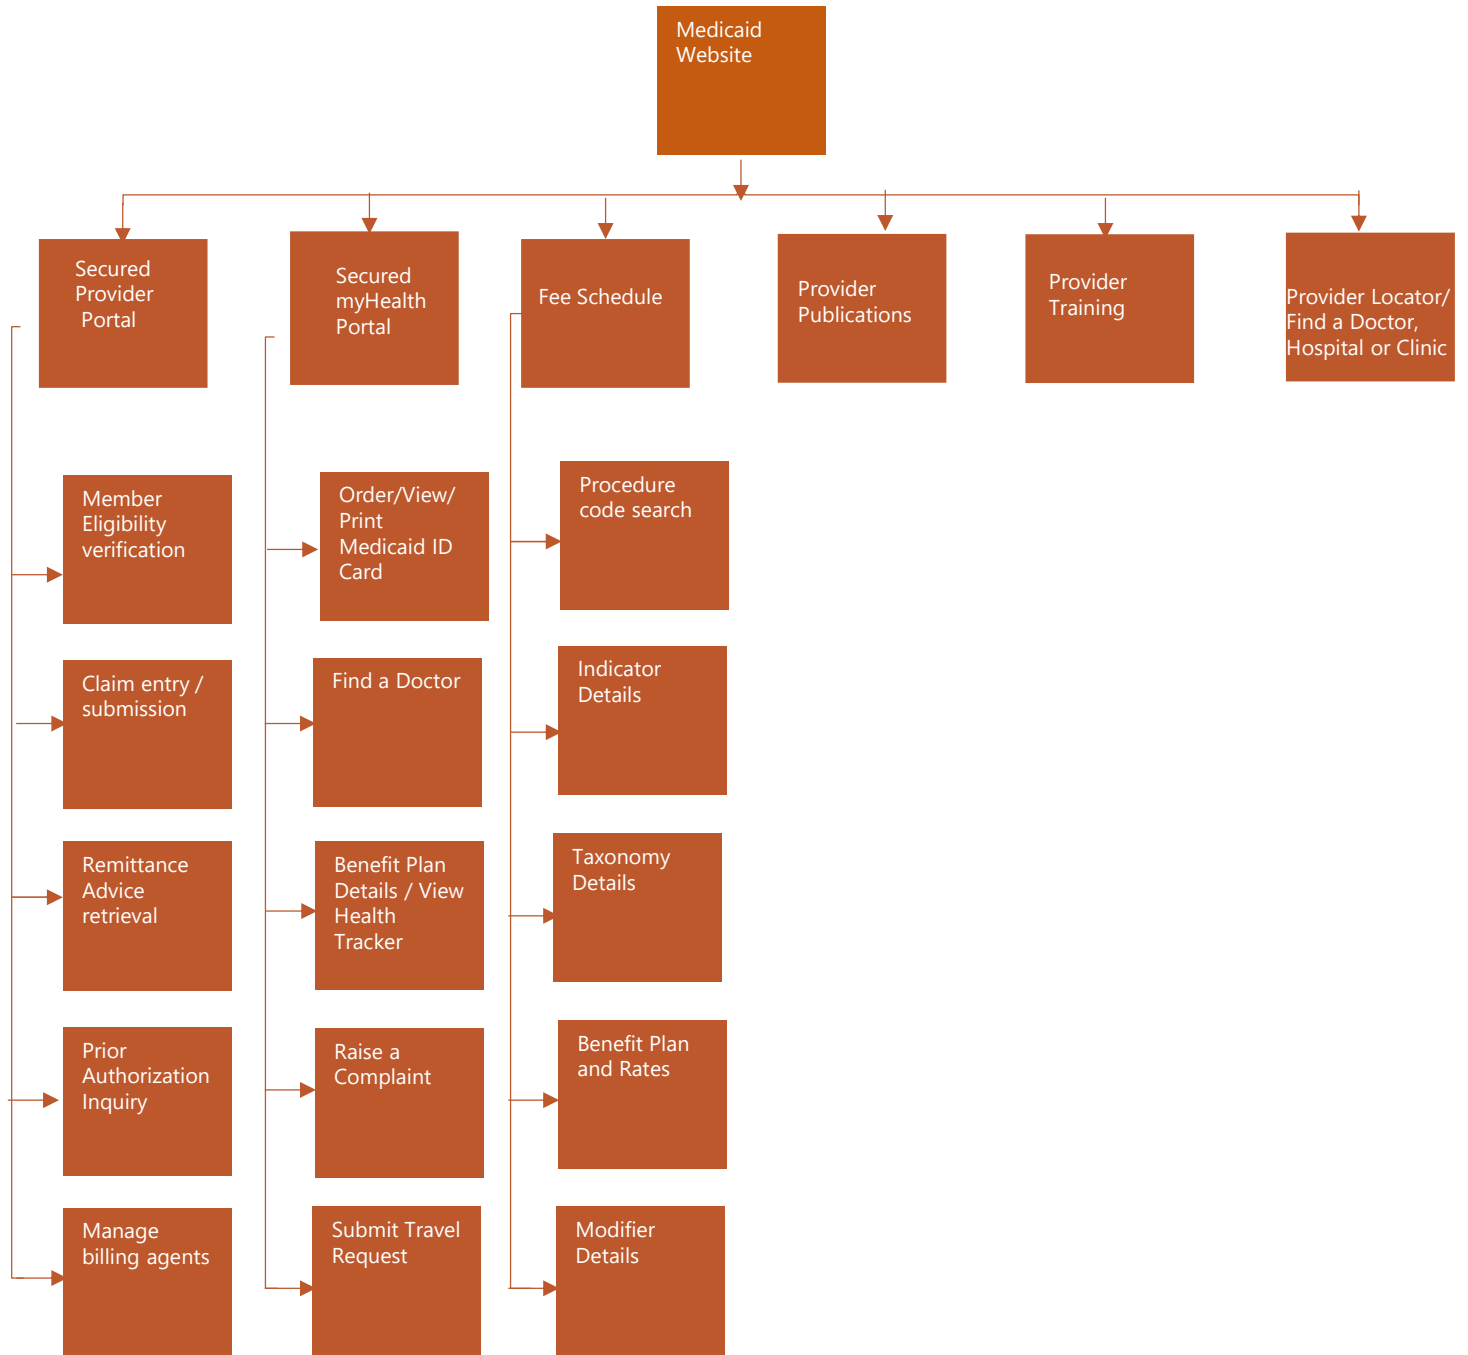 Medicaid
Website
Secured
Provider
Portal
Secured
myHealth
Portal
Fee Schedule
Provider
Publications
Provider
Training
Provider Locator/
Find a Doctor,
Hospital or Clinic
Member
Eligibility
verification
Claim entry /
submission
Remittance
Advice
retrieval
Prior
Authorization
Inquiry
Manage
billing agents
Order/View/
Print
Medicaid ID
Card
Find a Doctor
Benefit Plan
Details / View
Health
Tracker
Raise a
Complaint
Submit Travel
Request
Procedure
code search
Indicator
Details
Taxonomy
Details
Benefit Plan
and Rates
Modifier
Details